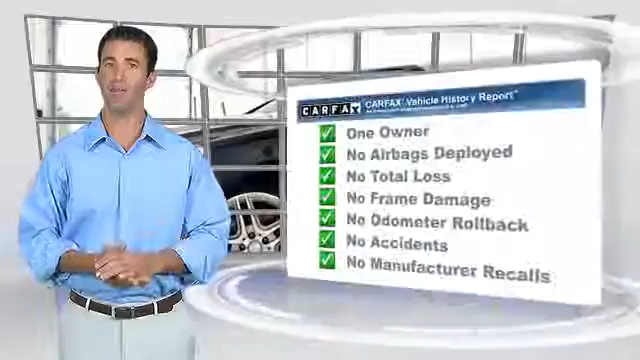 CARFAX CARFAX Vehicle History Report™
One Owner
No Airbags Deployed
No Total Loss
No Frame Damage
No Odometer Rollback
No Accidents
No Manufacturer Recalls